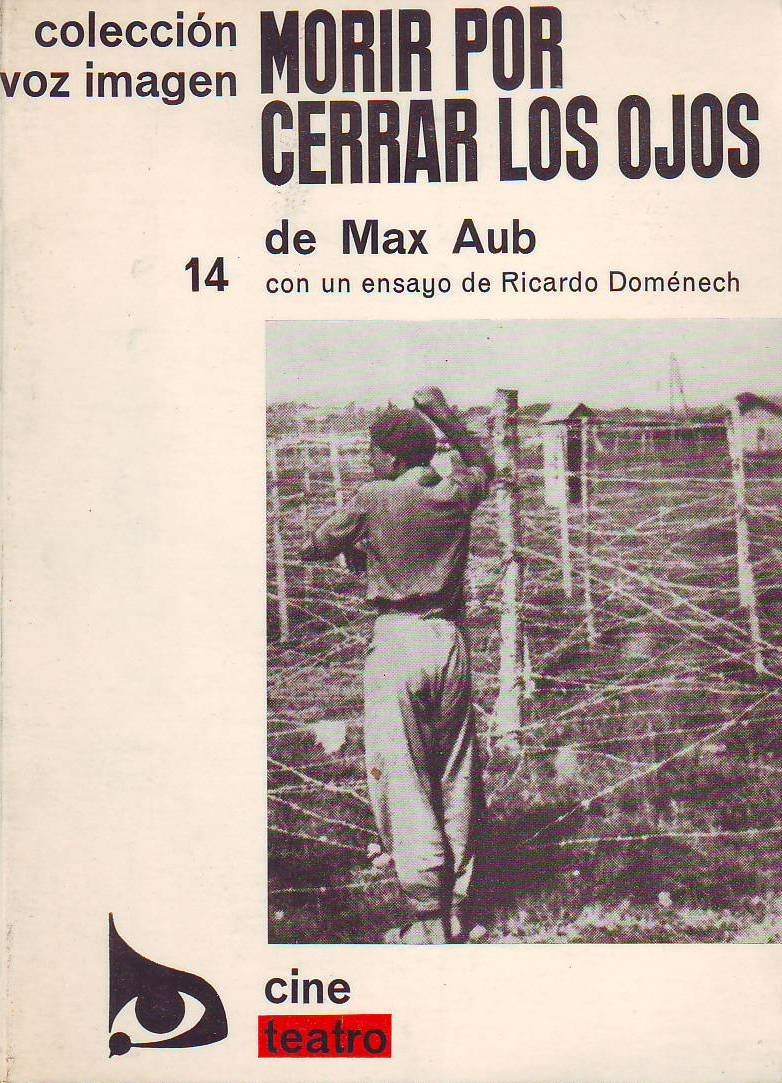 colección
voz imagen
MORIR POR
CERRAR LOS OJOS
de Max Aub
14
con un ensayo de Ricardo Doménech
cine
teatro